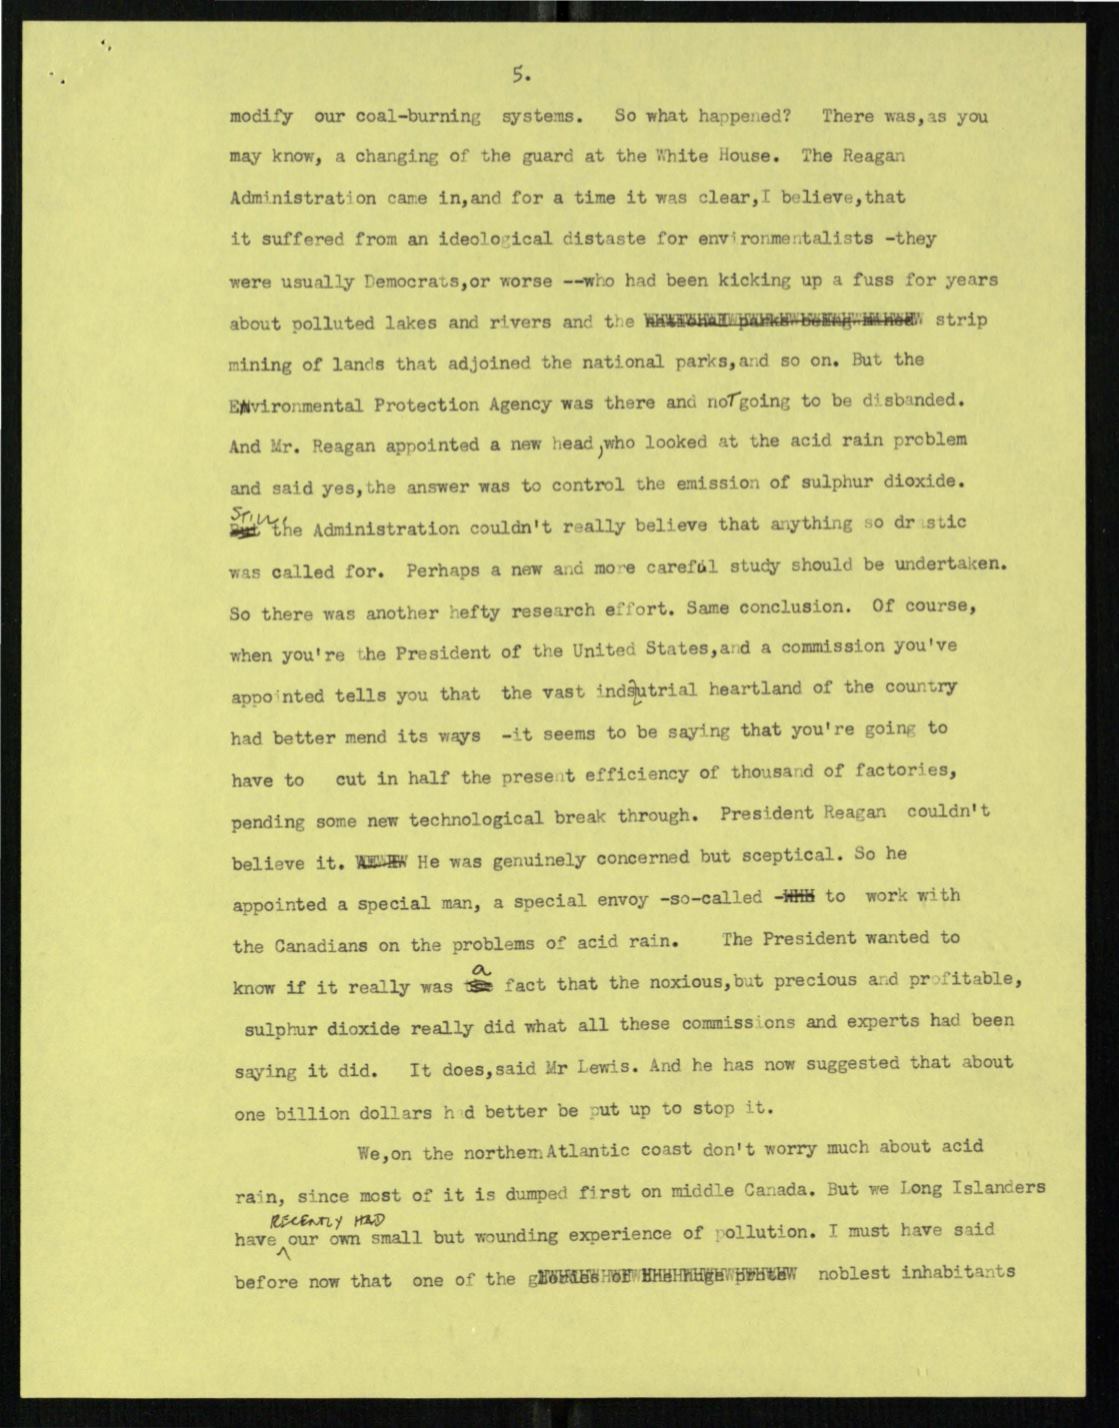 5.
modify our coal-burning systems. So what happened? There was,as you
may know, a changing of the guard at the White House. The Reagan
Administration came in,and for a time it was clear,I believe,that
it suffered from an ideological distaste for environmentalists -they
were usually Democrats,or worse --who had been kicking up a fuss for years
about polluted lakes and rivers and the national parks being mined strip
mining of lands that adjoined the national parks,and so on. But the
Environmental Protection Agency was there and noT going to be disbanded.
And Mr. Reagan appointed a new head,who looked at the acid rain problem
and said yes,the answer was to control the emission of sulphur dioxide.
STILL,
But the Administration couldn't really believe that anything so drastic
was called for. Perhaps a new and more careful study should be undertaken.
So there was another hefty research effort. Same conclusion. Of course,
when you're the President of the United States,and a commission you've
appointed tells you that the vast indsutrial heartland of the country
had better mend its ways -it seems to be saying that you're going to
have to cut in half the present efficiency of thousand of factories,
pending some new technological break through. President Reagan couldn't
believe it. He was genuinely concerned but sceptical. So he
appointed a special man, a special envoy -so-called - to work with
the Canadians on the problems of acid rain. The President wanted to
a
know if it really was fact that the noxious,but precious and profitable,
sulphur dioxide really did what all these commissions and experts had been
saying it did. It does,said Mr Lewis. And he has now suggested that about
one billion dollars had better be put up to stop it.
We,on the northern Atlantic coast don't worry much about acid
rain, since most of it is dumped first on middle Canada. But we Long Islanders
RECENTLY HAD
have our own small but wounding experience of pollution. I must have said
before now that one of the glories of the huge noblest inhabitants